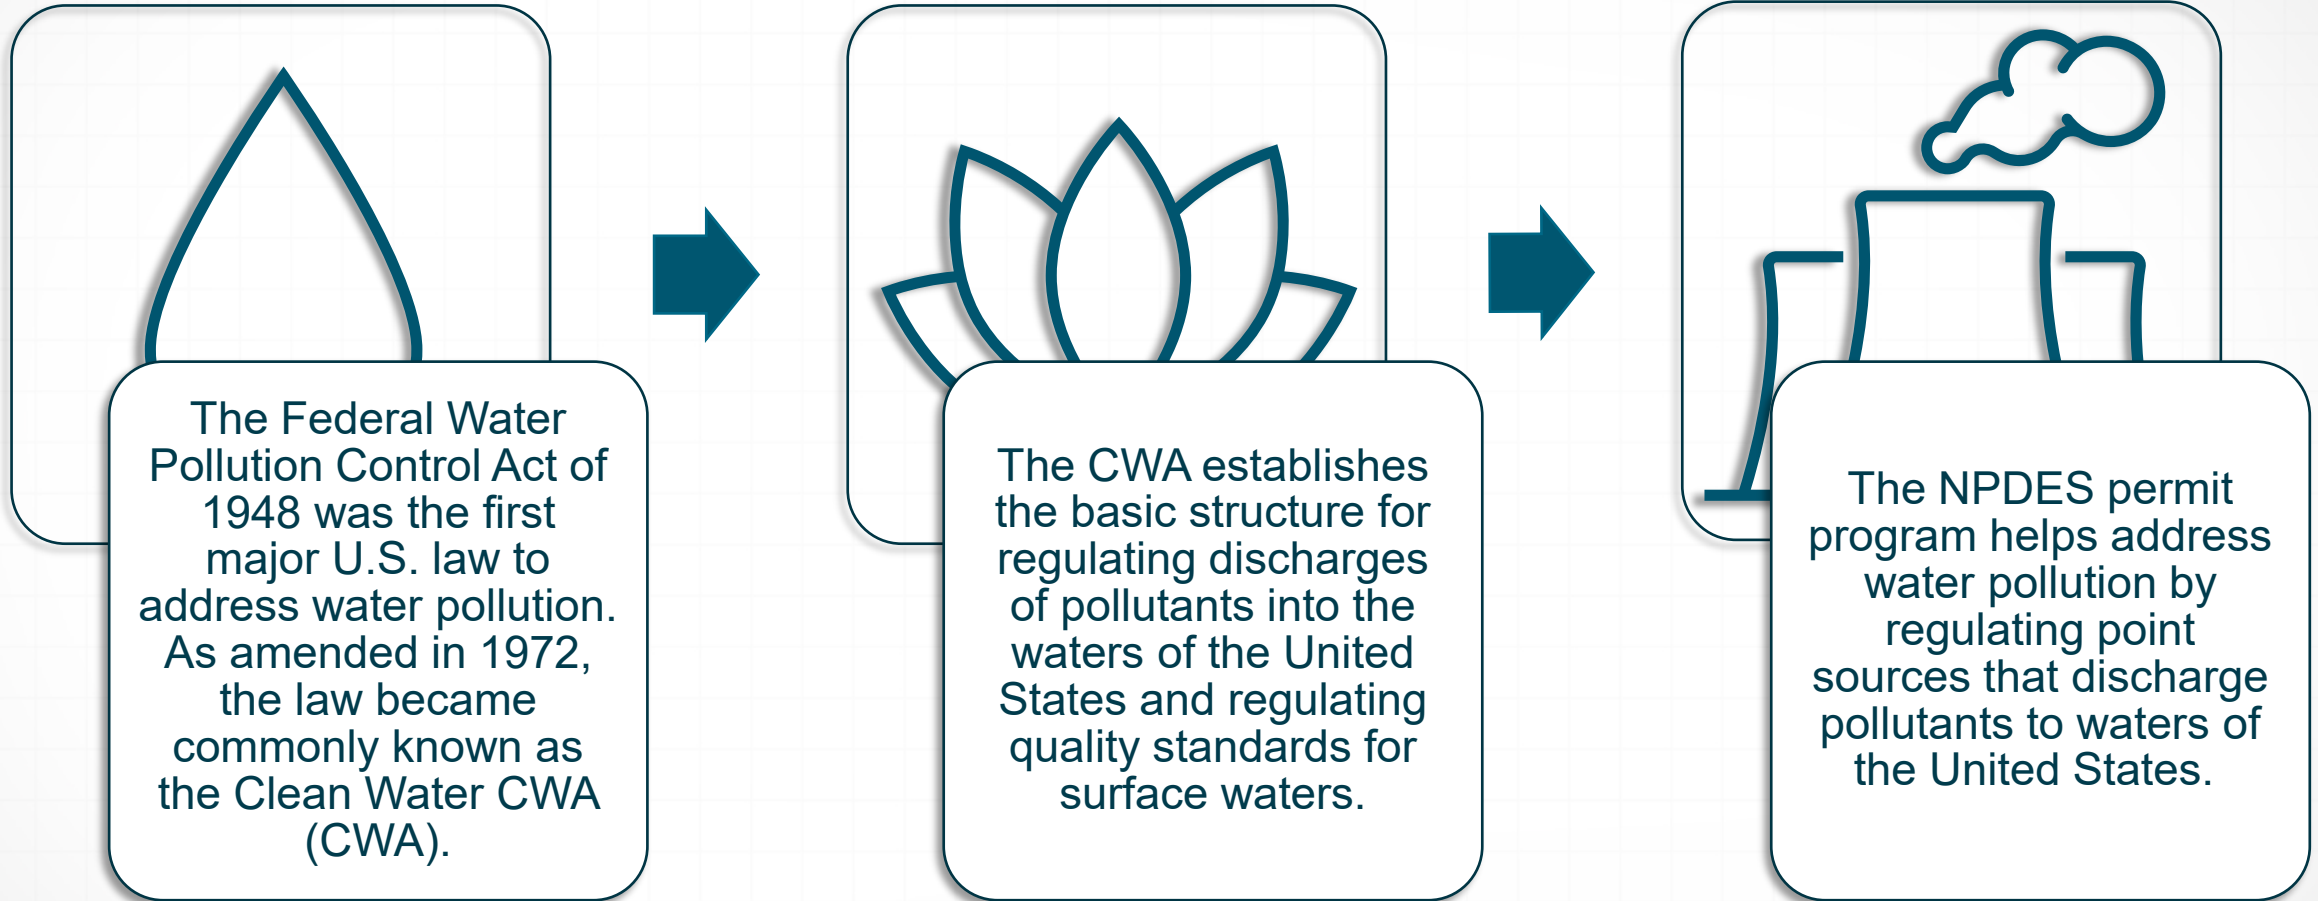 The Federal Water
Pollution Control Act of
1948 was the first
major U.S. law to
address water pollution.
As amended in 1972,
the law became
commonly known as
the Clean Water CWA
(CWA).
The CWA establishes
the basic structure for
regulating discharges
of pollutants into the
waters of the United
States and regulating
quality standards for
surface waters.
The NPDES permit
program helps address
water pollution by
regulating point
sources that discharge
pollutants to waters of
the United States.